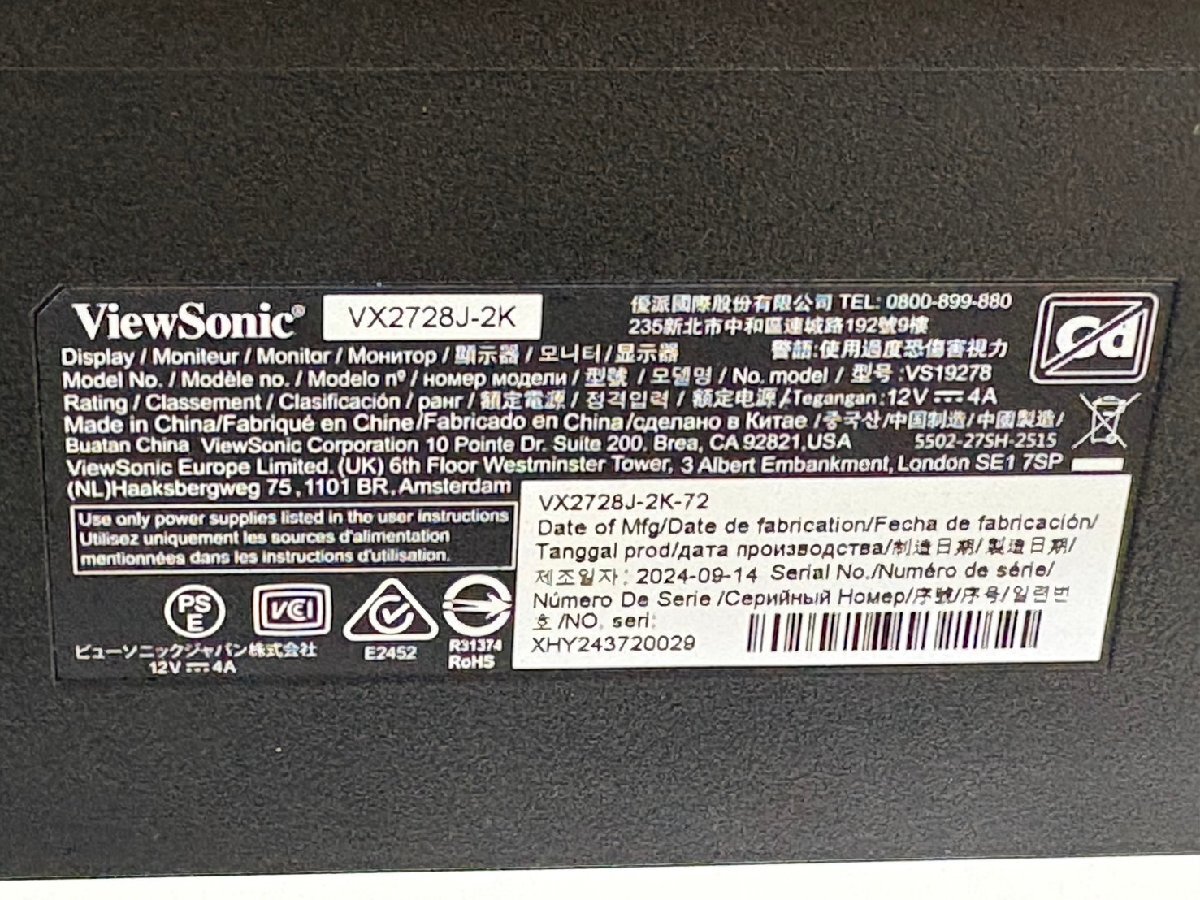 ViewSonic®
VX2728J-2K
優派國際股份有限公司 TEL: 0800-899-880
235新北市中和區連城路192號9樓
警語:使用過度恐傷害視力
Cd
Display / Moniteur / Monitor / Монитор / 顯示器 / 모니터/显示器
Model No. / Modèle no. / Modelo nº / номер модели / 型號 / 모델명 / No. model / 型号 :VS19278
Rating / Classement / Clasificación / ранг / 額定電源 / 정격입력 / 额定电源 /Tegangan : 12V ⎓ 4A
Made in China/Fabriqué en Chine/Fabricado en China/сделано в Китае /중국산/中国制造/中國製造/
Buatan China ViewSonic Corporation 10 Pointe Dr. Suite 200. Brea, CA 92821,USA
5502-27SH-2515
ViewSonic Europe Limited. (UK) 6th Floor Westminster Tower, 3 Albert Embankment, London SE1 7SP
(NL)Haaksbergweg 75 ,1101 BR, Amsterdam
Use only power supplies listed in the user instructions
Utilisez uniquement les sources d'alimentation
mentionnées dans les instructions d'utilisation.
PS
E
VCCI
E2452
R31374
RoHS
ビューソニックジャパン株式会社
12V ⎓ 4A
VX2728J-2K-72
Date of Mfg/Date de fabrication/Fecha de fabricación/
Tanggal prod/дата производства/制造日期/製造日期/
제조일자 : 2024-09-14 Serial No./Numéro de série/
Número De Serie /Серийный Номер/序號/序号/일련번
호 /NO. seri:
XHY243720029